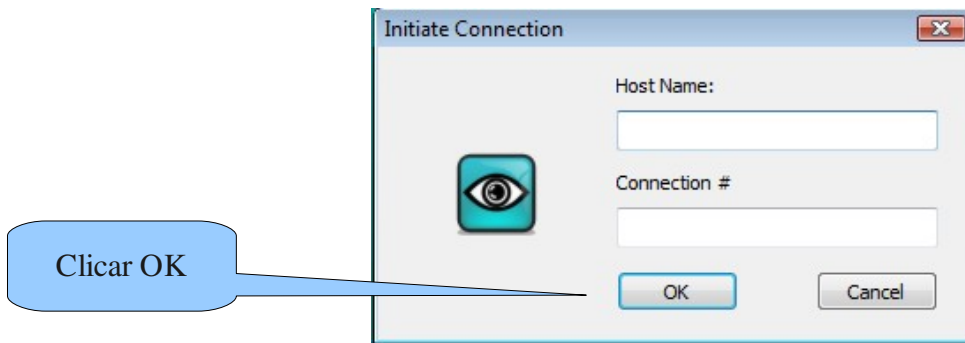 Initiate Connection
Host Name:
Connection #
Clicar OK
OK
Cancel